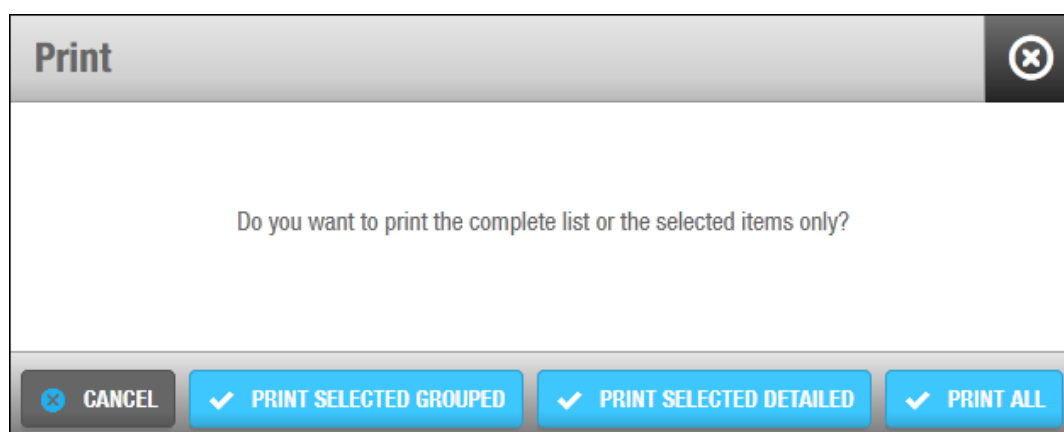 Print
Do you want to print the complete list or the selected items only?
CANCEL PRINT SELECTED GROUPED PRINT SELECTED DETAILED PRINT ALL